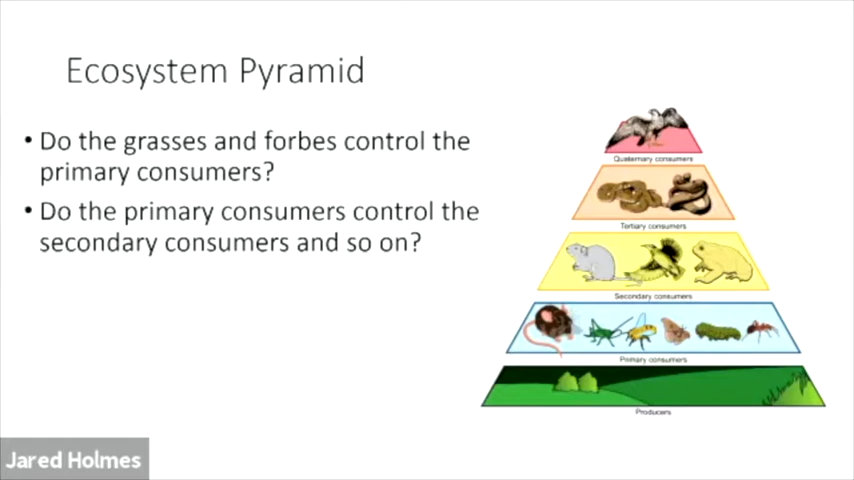 Ecosystem Pyramid
• Do the grasses and forbes control the
primary consumers?
• Do the primary consumers control the
secondary consumers and so on?
Quaternary consumers
Tertiary consumers
Secondary consumers
Primary consumers
Producers
Jared Holmes